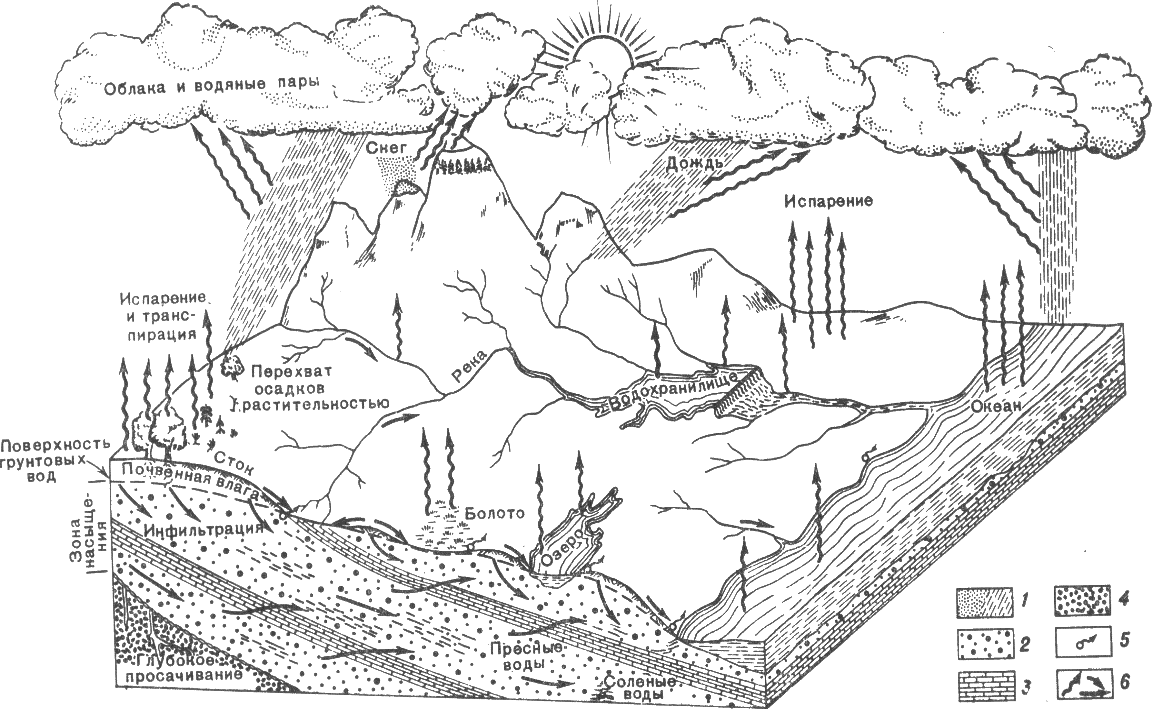 Облака и водяные пары
Снег
Дождь
Испарение
Испарение
и транс-
пирация
Перехват
осадков
растительностью
Река
Водохранилище
Океан
Поверхность
грунтовых
вод
Сток
Почвенная влага
Зона
насыще-
ния
Инфильтрация
Болото
Озеро
Пресные
воды
Глубокое
просачивание
Соленые
воды
1
2
3
4
5
6